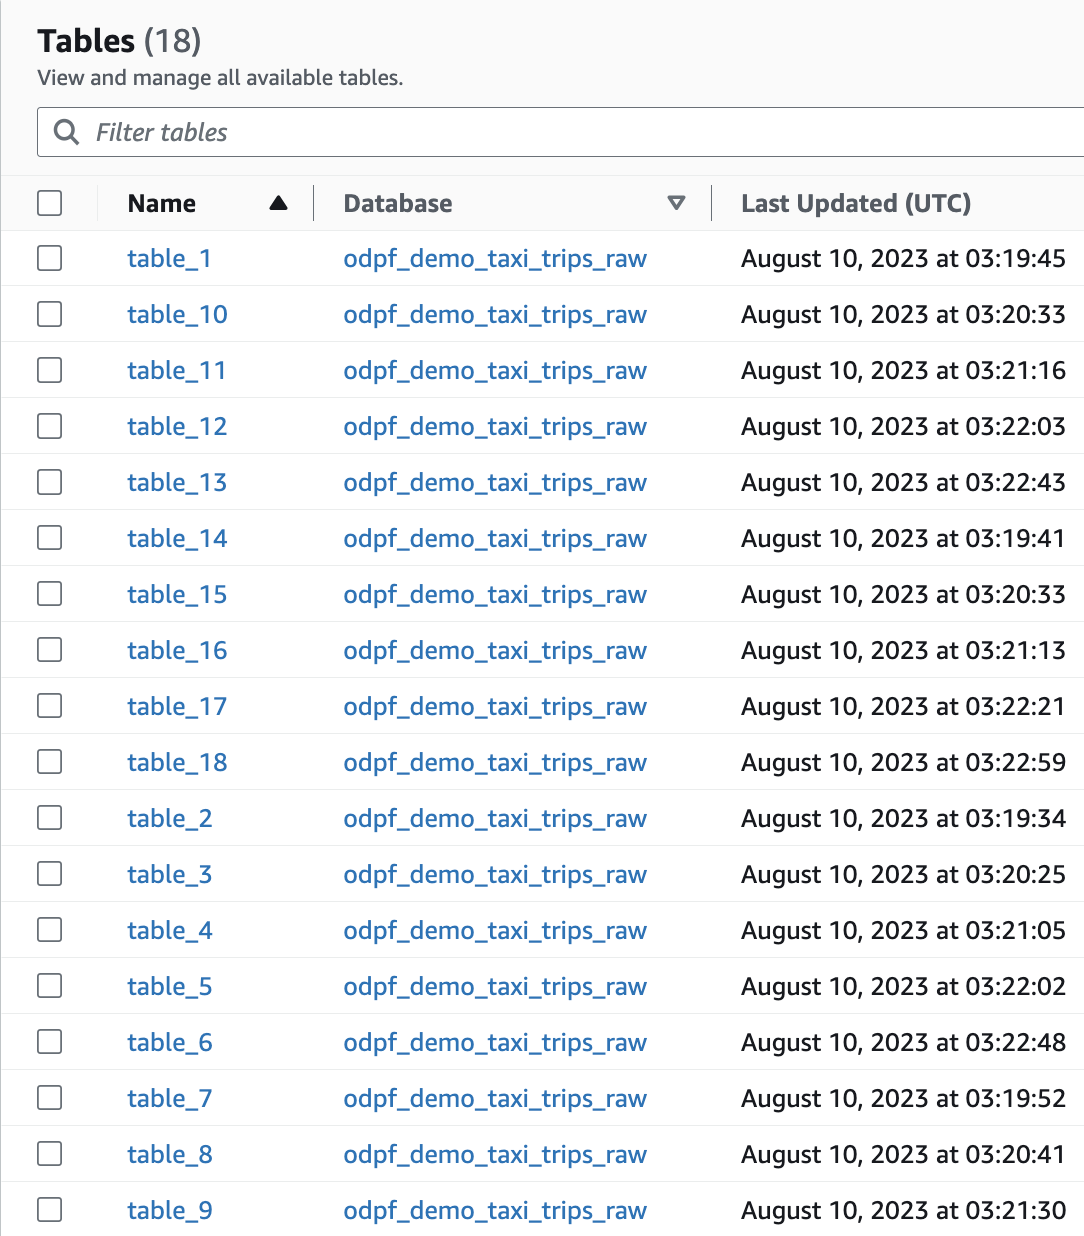 Tables (18)
View and manage all available tables.
Filter tables
Name Database Last Updated (UTC)
table_1 odpf_demo_taxi_trips_raw August 10, 2023 at 03:19:45
table_10 odpf_demo_taxi_trips_raw August 10, 2023 at 03:20:33
table_11 odpf_demo_taxi_trips_raw August 10, 2023 at 03:21:16
table_12 odpf_demo_taxi_trips_raw August 10, 2023 at 03:22:03
table_13 odpf_demo_taxi_trips_raw August 10, 2023 at 03:22:43
table_14 odpf_demo_taxi_trips_raw August 10, 2023 at 03:19:41
table_15 odpf_demo_taxi_trips_raw August 10, 2023 at 03:20:33
table_16 odpf_demo_taxi_trips_raw August 10, 2023 at 03:21:13
table_17 odpf_demo_taxi_trips_raw August 10, 2023 at 03:22:21
table_18 odpf_demo_taxi_trips_raw August 10, 2023 at 03:22:59
table_2 odpf_demo_taxi_trips_raw August 10, 2023 at 03:19:34
table_3 odpf_demo_taxi_trips_raw August 10, 2023 at 03:20:25
table_4 odpf_demo_taxi_trips_raw August 10, 2023 at 03:21:05
table_5 odpf_demo_taxi_trips_raw August 10, 2023 at 03:22:02
table_6 odpf_demo_taxi_trips_raw August 10, 2023 at 03:22:48
table_7 odpf_demo_taxi_trips_raw August 10, 2023 at 03:19:52
table_8 odpf_demo_taxi_trips_raw August 10, 2023 at 03:20:41
table_9 odpf_demo_taxi_trips_raw August 10, 2023 at 03:21:30